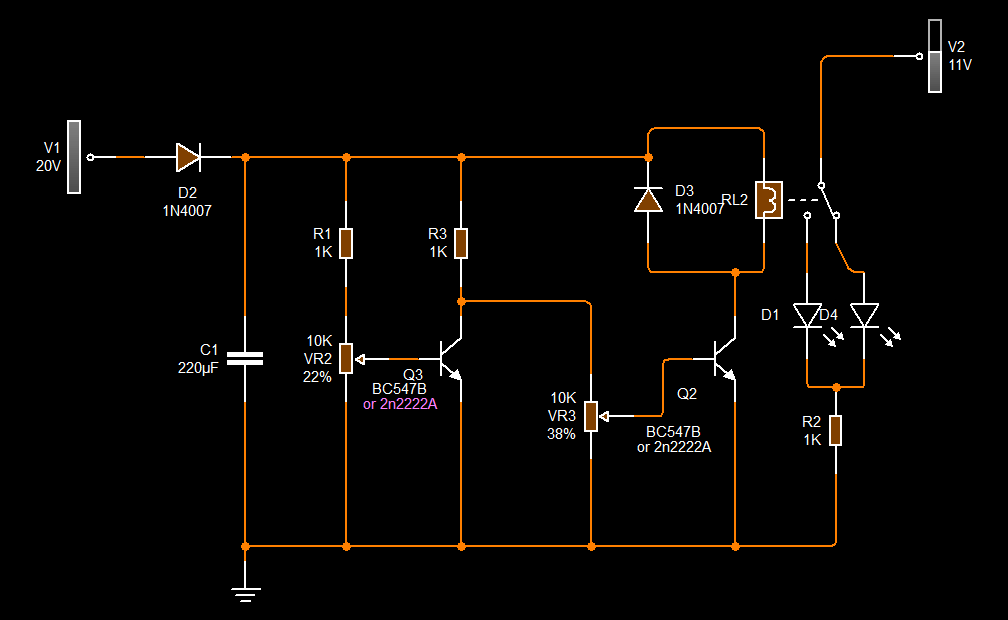 V2
11V
V1
20V
D2
1N4007
D3
1N4007
RL2
R1
1K
R3
1K
D1
D4
10K
VR2
22%
C1
220µF
Q3
BC547B
or 2n2222A
10K
VR3
38%
Q2
BC547B
or 2n2222A
R2
1K